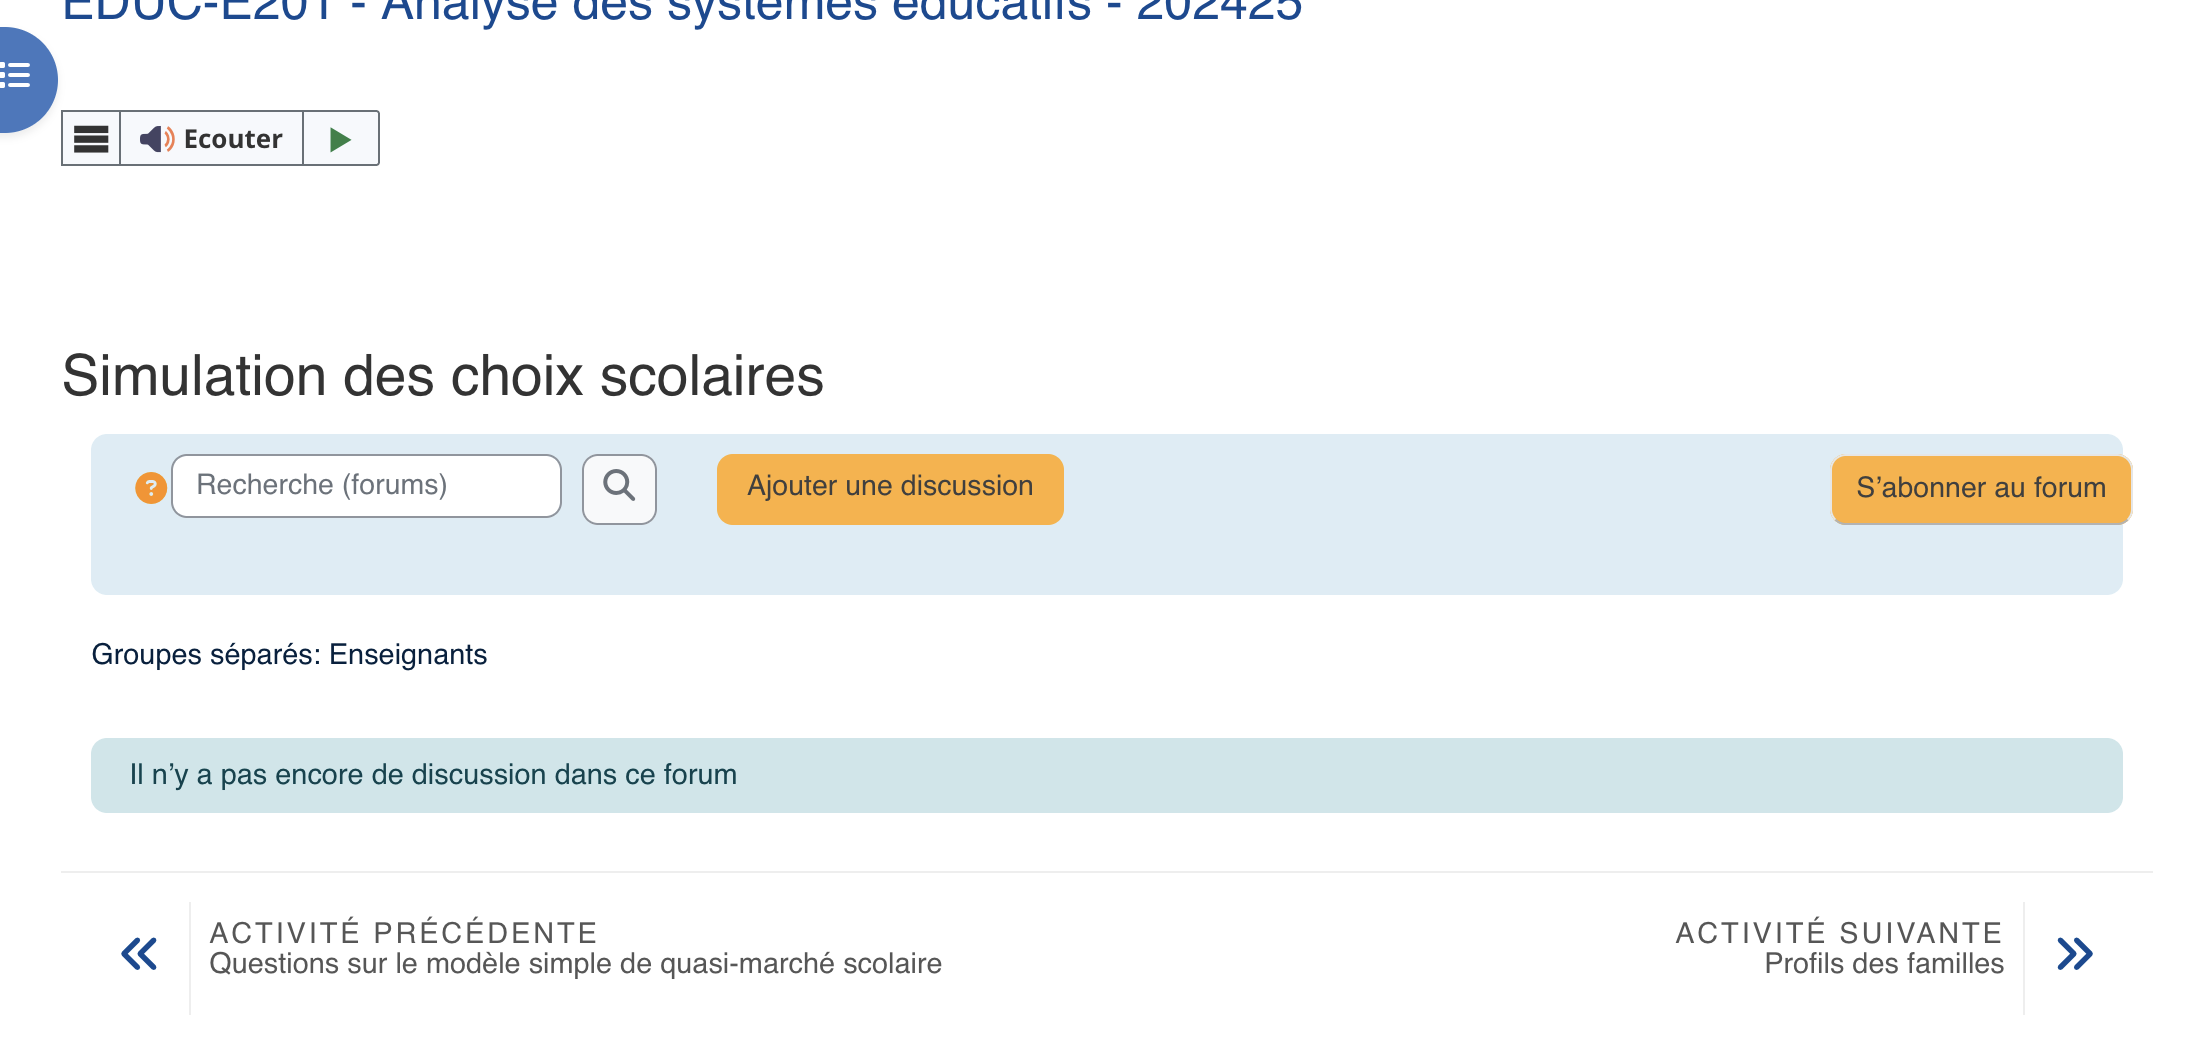 EDUC-E201 - Analyse des systèmes éducatifs - 202425
Ecouter
Simulation des choix scolaires
?
Recherche (forums)
Ajouter une discussion
S’abonner au forum
Groupes séparés: Enseignants
Il n’y a pas encore de discussion dans ce forum
ACTIVITÉ PRÉCÉDENTE
Questions sur le modèle simple de quasi-marché scolaire
ACTIVITÉ SUIVANTE
Profils des familles